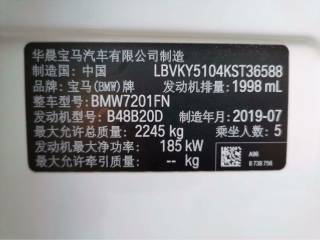 华晨宝马汽车有限公司制造
制造国：中国 LBVKY5104KST36588
品牌：宝马(BMW)牌 发动机排量：1998 mL
整车型号：BMW7201FN
发动机型号：B48B20D 制造年月：2019-07
最大允许总质量：2245 kg 乘坐人数：5
发动机最大净功率：185 kW
最大允许牵引质量：- kg
A96
8 738 756